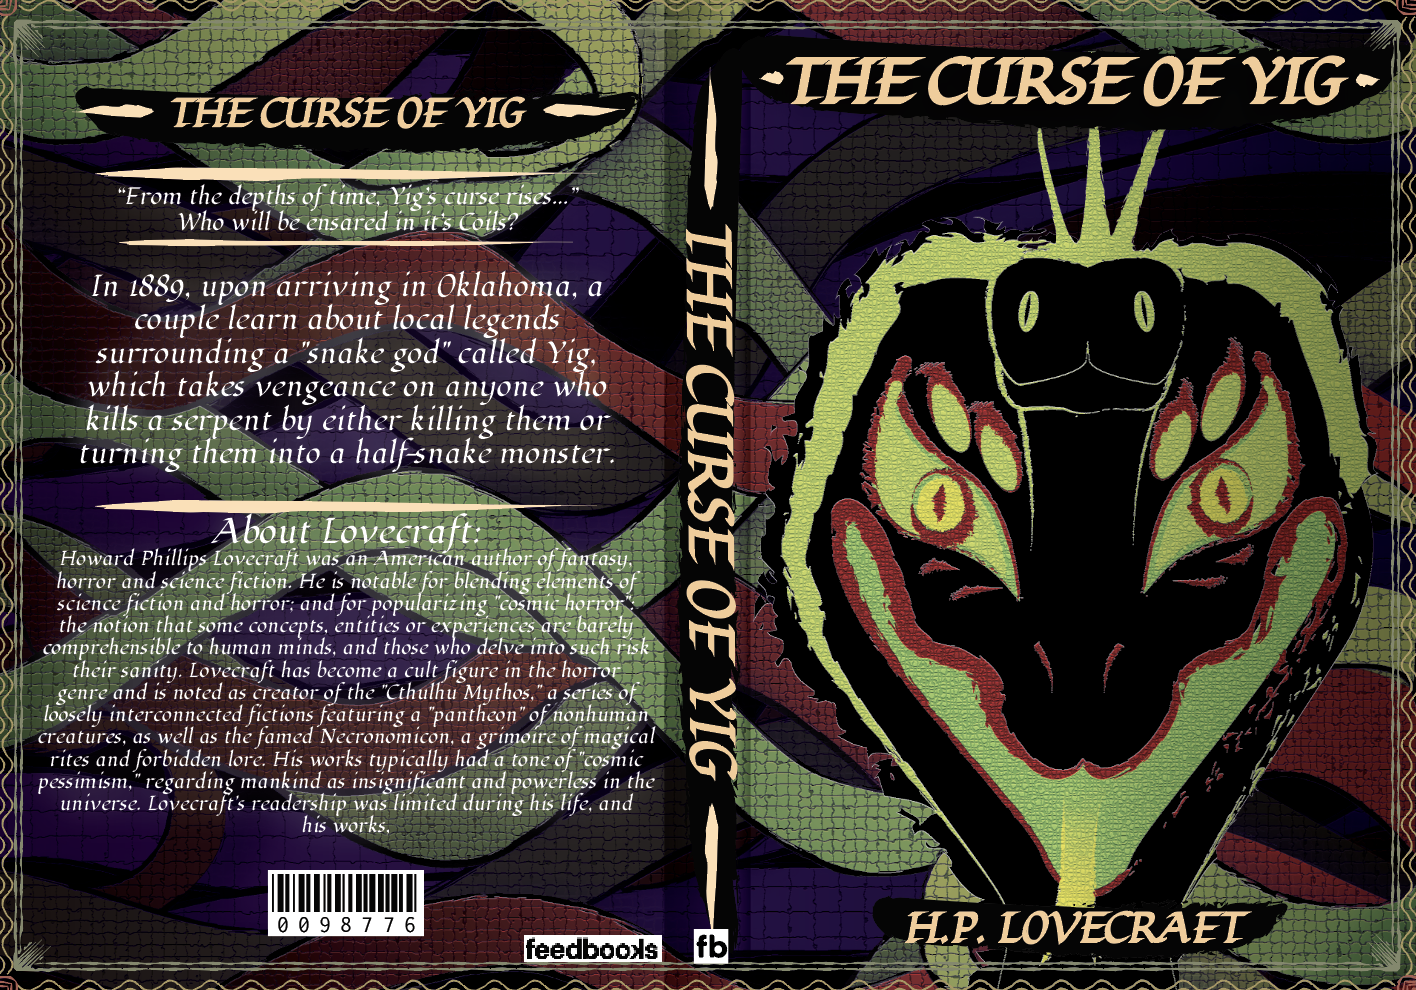 THE CURSE OF YIG
“From the depths of time, Yig's curse rises...”
Who will be ensared in it's Coils?
In 1889, upon arriving in Oklahoma, a
couple learn about local legends
surrounding a "snake god" called Yig,
which takes vengeance on anyone who
kills a serpent by either killing them or
turning them into a half-snake monster.
About Lovecraft:
Howard Phillips Lovecraft was an American author of fantasy,
horror and science fiction. He is notable for blending elements of
science fiction and horror; and for popularizing "cosmic horror":
the notion that some concepts, entities or experiences are barely
comprehensible to human minds, and those who delve into such risk
their sanity. Lovecraft has become a cult figure in the horror
genre and is noted as creator of the "Cthulhu Mythos," a series of
loosely interconnected fictions featuring a "pantheon" of nonhuman
creatures, as well as the famed Necronomicon, a grimoire of magical
rites and forbidden lore. His works typically had a tone of "cosmic
pessimism," regarding mankind as insignificant and powerless in the
universe. Lovecraft's readership was limited during his life, and
his works,
0098776
feedbooks
THE CURSE OF YIG
fb
THE CURSE OF YIG
H.P. LOVECRAFT